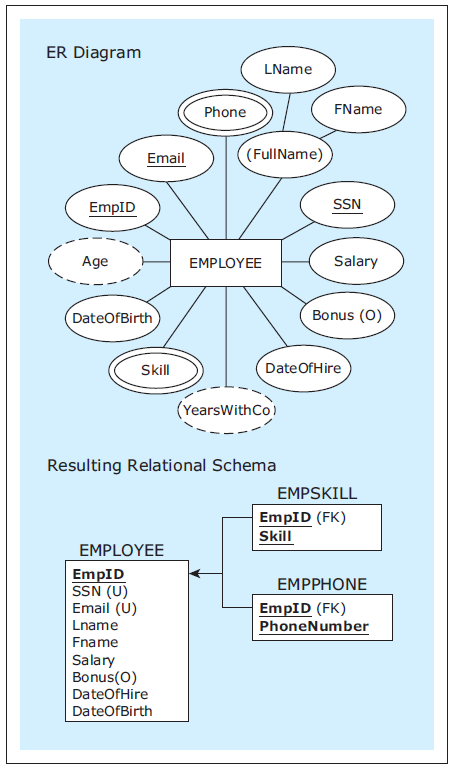 ER Diagram
LName
Phone
FName
(FullName)
Email
EmpID
SSN
Age
EMPLOYEE
Salary
DateOfBirth
Bonus (O)
Skill
DateOfHire
YearsWithCo
Resulting Relational Schema
EMPSKILL
EmpID (FK)
Skill
EMPLOYEE
EmpID
SSN (U)
Email (U)
Lname
Fname
Salary
Bonus(O)
DateOfHire
DateOfBirth
EMPPHONE
EmpID (FK)
PhoneNumber